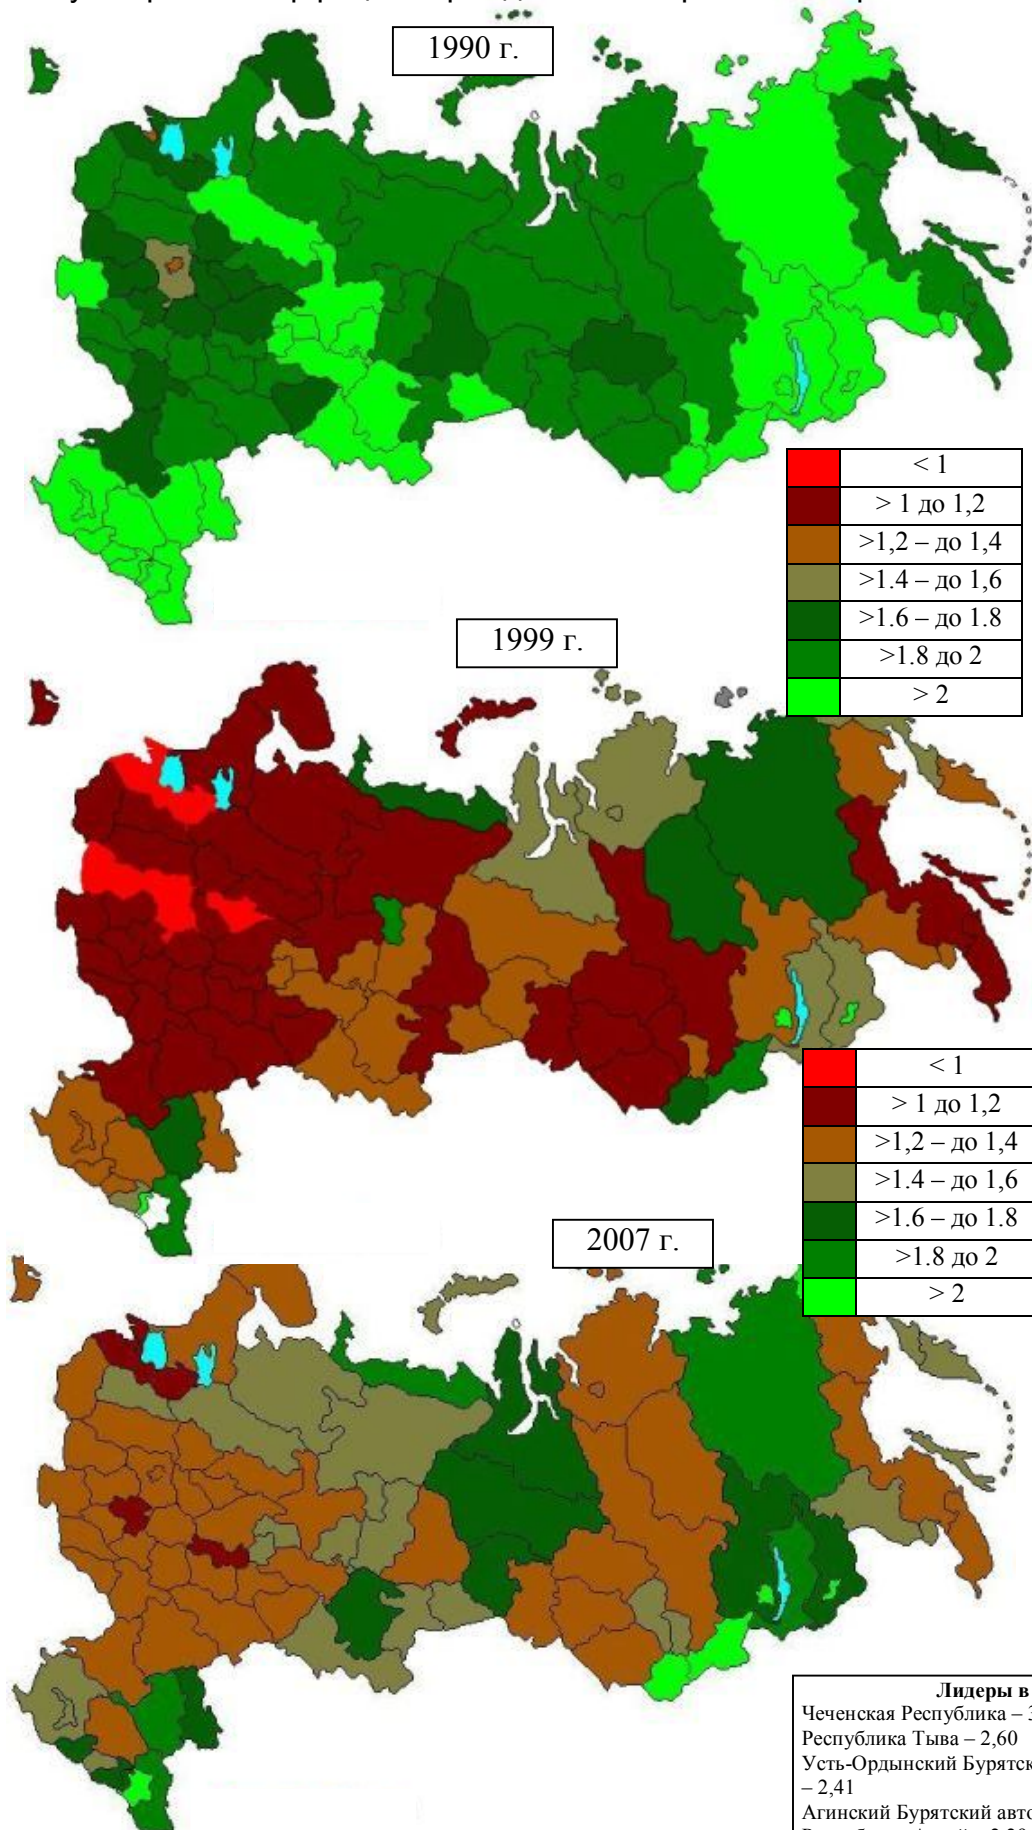 1990 г.
< 1
> 1 до 1,2
>1,2 – до 1,4
>1.4 – до 1,6
>1.6 – до 1.8
>1.8 до 2
> 2
1999 г.
< 1
> 1 до 1,2
>1,2 – до 1,4
>1.4 – до 1,6
>1.6 – до 1.8
>1.8 до 2
> 2
2007 г.
Лидеры в
Чеченская Республика –
Республика Тыва – 2,60
Усть-Ордынский
– 2,41
Агинский Бурятский